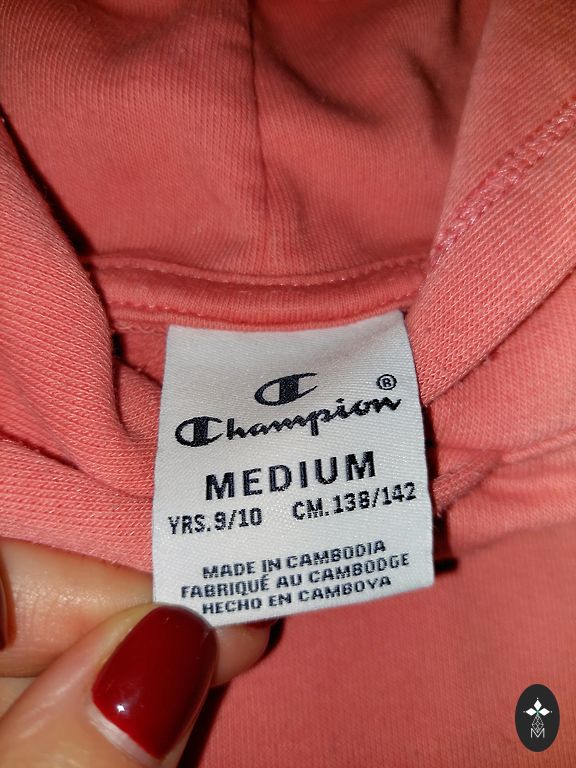 Champion®
MEDIUM
YRS.9/10 CM.138/142
MADE IN CAMBODIA
FABRIQUÉ AU CAMBODGE
HECHO EN CAMBOYA
M